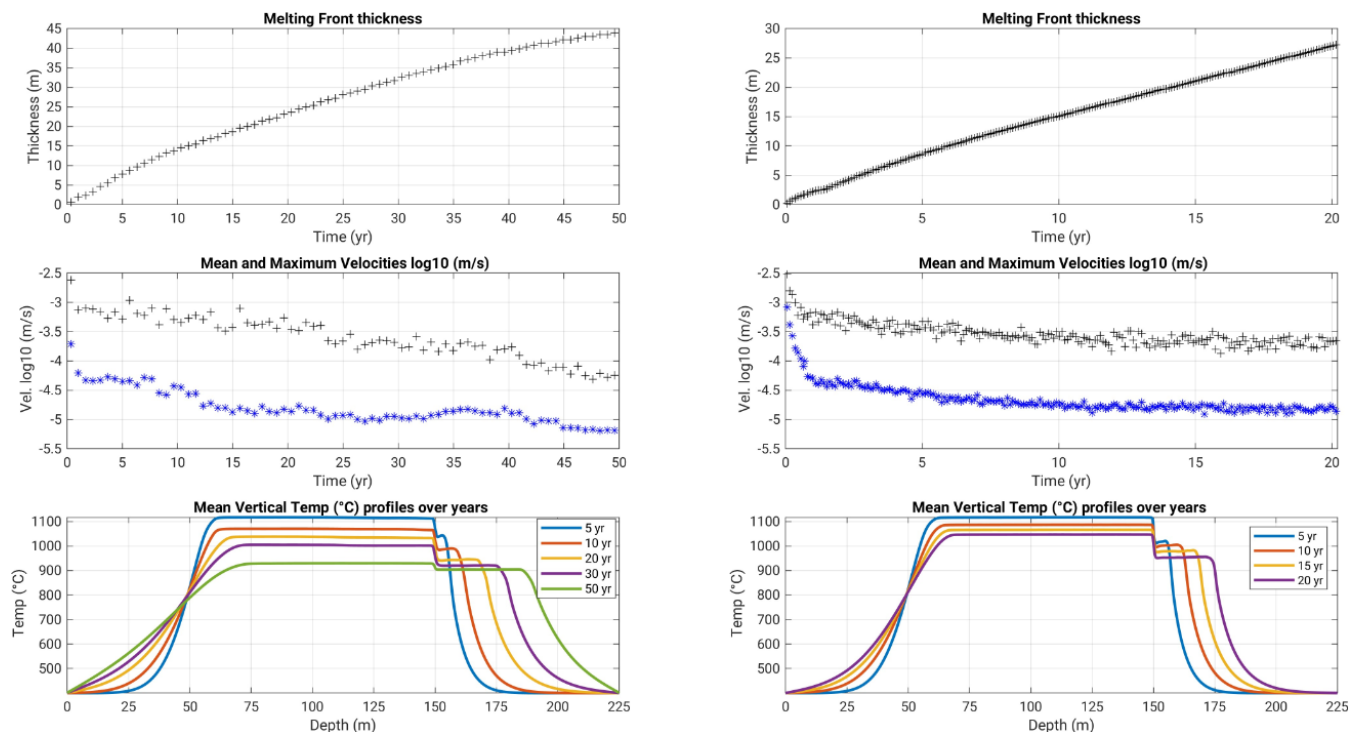 Melting Front thickness
45
40
35
30
25
20
15
10
5
0
Thickness (m)
0 5 10 15 20 25 30 35 40 45 50
Time (yr)
Mean and Maximum Velocities log10 (m/s)
-2.5
-3
-3.5
-4
-4.5
-5
-5.5
Vel. log10 (m/s)
0 5 10 15 20 25 30 35 40 45 50
Time (yr)
Mean Vertical Temp (°C) profiles over years
1100
1000
900
800
700
600
500
Temp (°C)
5 yr
10 yr
20 yr
30 yr
50 yr
0 25 50 75 100 125 150 175 200 225
Depth (m)
Melting Front thickness
30
25
20
15
10
5
0
Thickness (m)
0 5 10 15 20
Time (yr)
Mean and Maximum Velocities log10 (m/s)
-2.5
-3
-3.5
-4
-4.5
-5
-5.5
Vel. log10 (m/s)
0 5 10 15 20
Time (yr)
Mean Vertical Temp (°C) profiles over years
1100
1000
900
800
700
600
500
Temp (°C)
5 yr
10 yr
15 yr
20 yr
0 25 50 75 100 125 150 175 200 225
Depth (m)